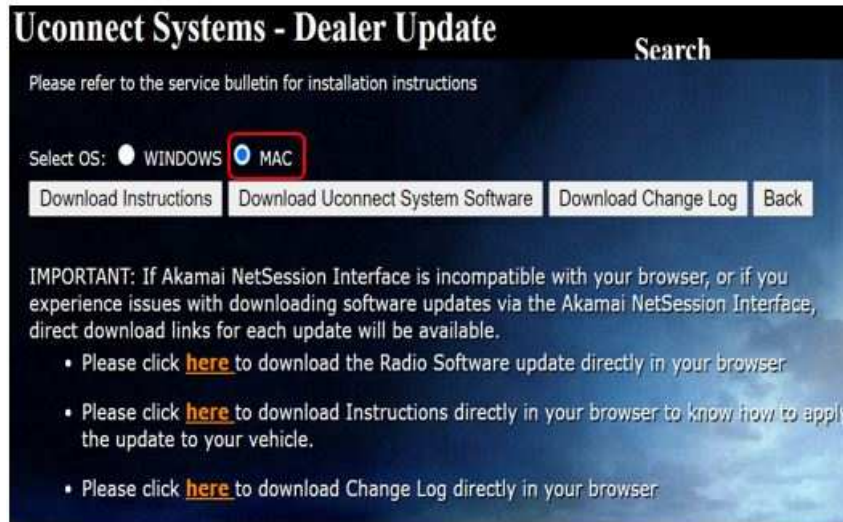 Uconnect Systems - Dealer Update
Search
Please refer to the service bulletin for installation instructions
Select OS: WINDOWS MAC
Download Instructions Download Uconnect System Software Download Change Log Back
IMPORTANT: If Akamai NetSession Interface is incompatible with your browser, or if you
experience issues with downloading software updates via the Akamai NetSession Interface,
direct download links for each update will be available.
• Please click here to download the Radio Software update directly in your browser
• Please click here to download Instructions directly in your browser to know how to apply
the update to your vehicle.
• Please click here to download Change Log directly in your browser